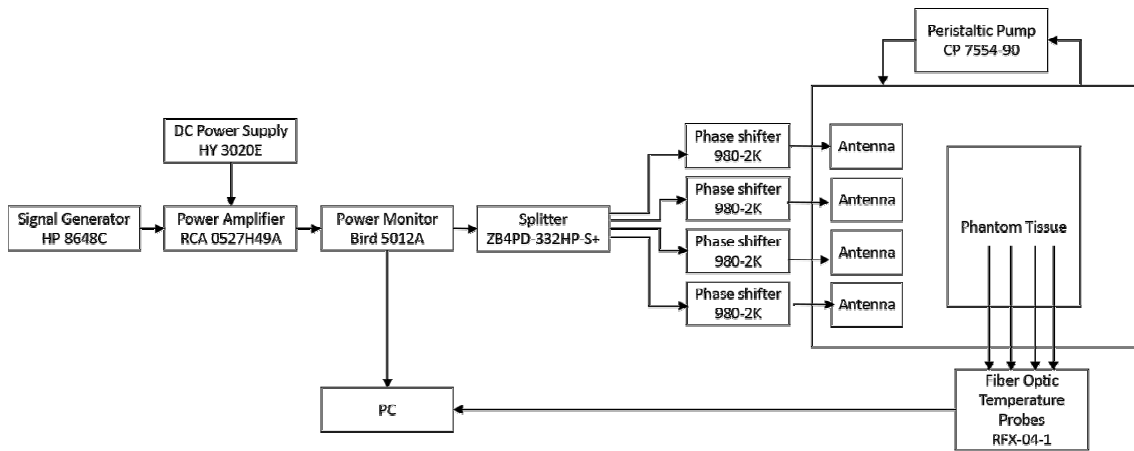 Peristaltic Pump
CP 7554-90
DC Power Supply
HY 3020E
Signal Generator
HP 8648C
Power Amplifier
RCA 0527H49A
Power Monitor
Bird 5012A
Splitter
ZB4PD-332HP-S+
Phase shifter
980-2K
Phase shifter
980-2K
Phase shifter
980-2K
Phase shifter
980-2K
Antenna
Antenna
Antenna
Antenna
Phantom Tissue
PC
Fiber Optic
Temperature
Probes
RFX-04-1